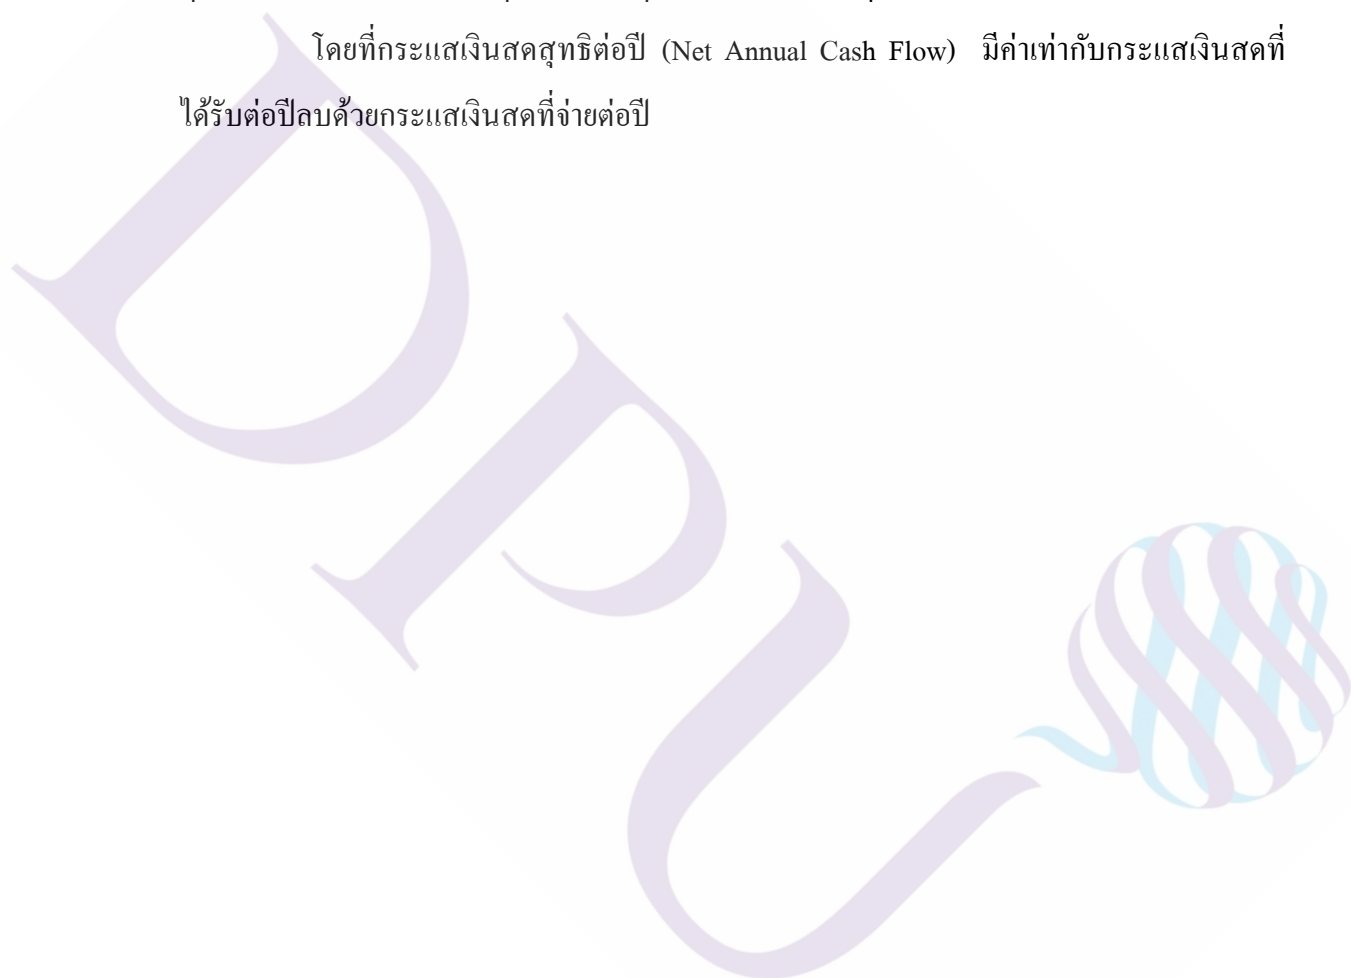 โดยที่กระแสเงินสดสุทธิต่อปี (Net Annual Cash Flow) มีค่าเท่ากับกระแสเงินสดที่
ได้รับต่อปีลบด้วยกระแสเงินสดที่จ่ายต่อปี
DPU